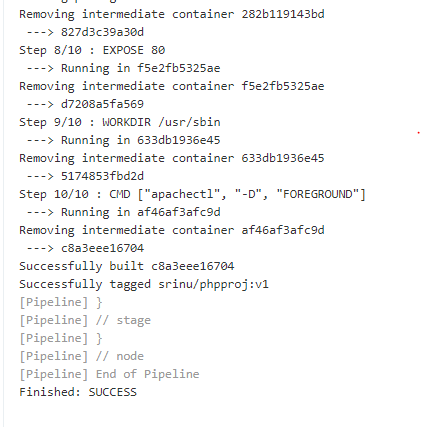 Removing intermediate container 282b119143bd
---> 827d3c39a30d
Step 8/10 : EXPOSE 80
---> Running in f5e2fb5325ae
Removing intermediate container f5e2fb5325ae
---> d7208a5fa569
Step 9/10 : WORKDIR /usr/sbin
---> Running in 633db1936e45
Removing intermediate container 633db1936e45
---> 5174853fbd2d
Step 10/10 : CMD ["apachectl", "-D", "FOREGROUND"]
---> Running in af46af3afc9d
Removing intermediate container af46af3afc9d
---> c8a3eee16704
Successfully built c8a3eee16704
Successfully tagged srinu/phpproj:v1
[Pipeline] }
[Pipeline] // stage
[Pipeline] }
[Pipeline] // node
[Pipeline] End of Pipeline
Finished: SUCCESS